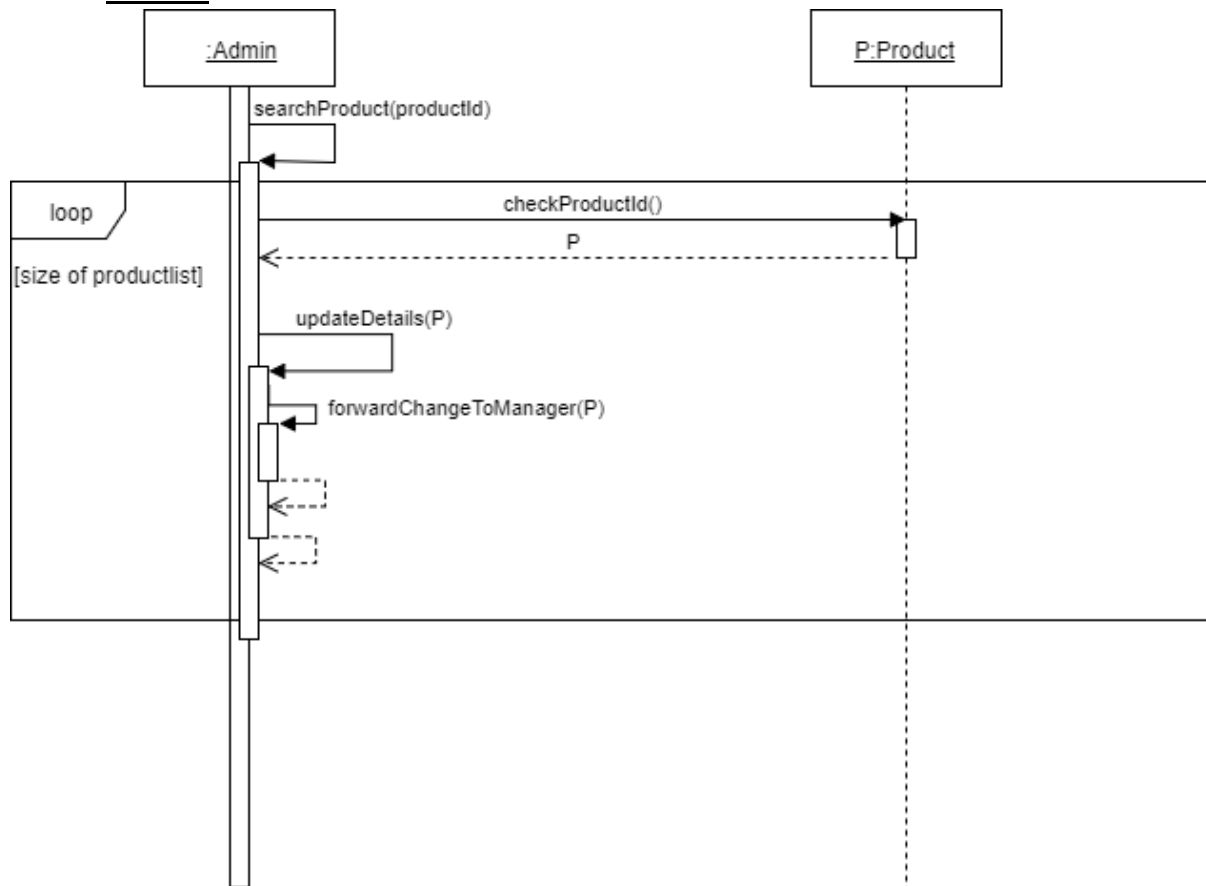 :Admin
P:Product
searchProduct(productId)
loop
checkProductId()
P
[size of productlist]
updateDetails(P)
forwardChangeToManager(P)